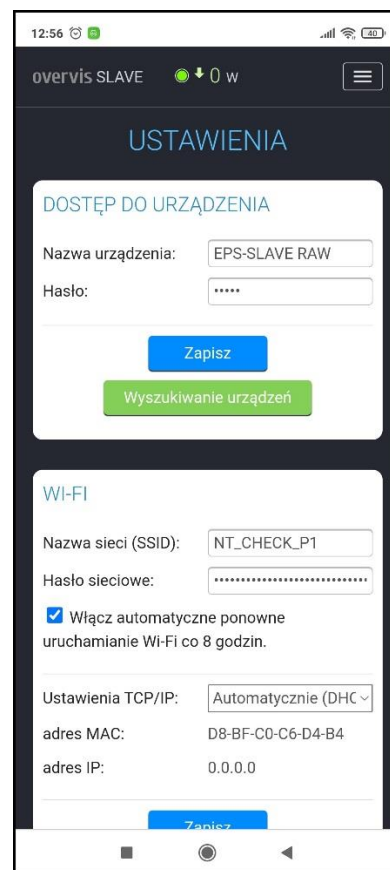 12:56
40
overvis SLAVE 0 W
USTAWIENIA
DOSTĘP DO URZĄDZENIA
Nazwa urządzenia: EPS-SLAVE RAW
Hasło: •••••
Zapisz
Wyszukiwanie urządzeń
WI-FI
Nazwa sieci (SSID): NT_CHECK_P1
Hasło sieciowe: ••••••••••••••••••••••••••••
Włącz automatyczne ponowne
uruchamianie Wi-Fi co 8 godzin.
Ustawienia TCP/IP: Automatycznie (DHC
adres MAC: D8-BF-C0-C6-D4-B4
adres IP: 0.0.0.0
Zapisz